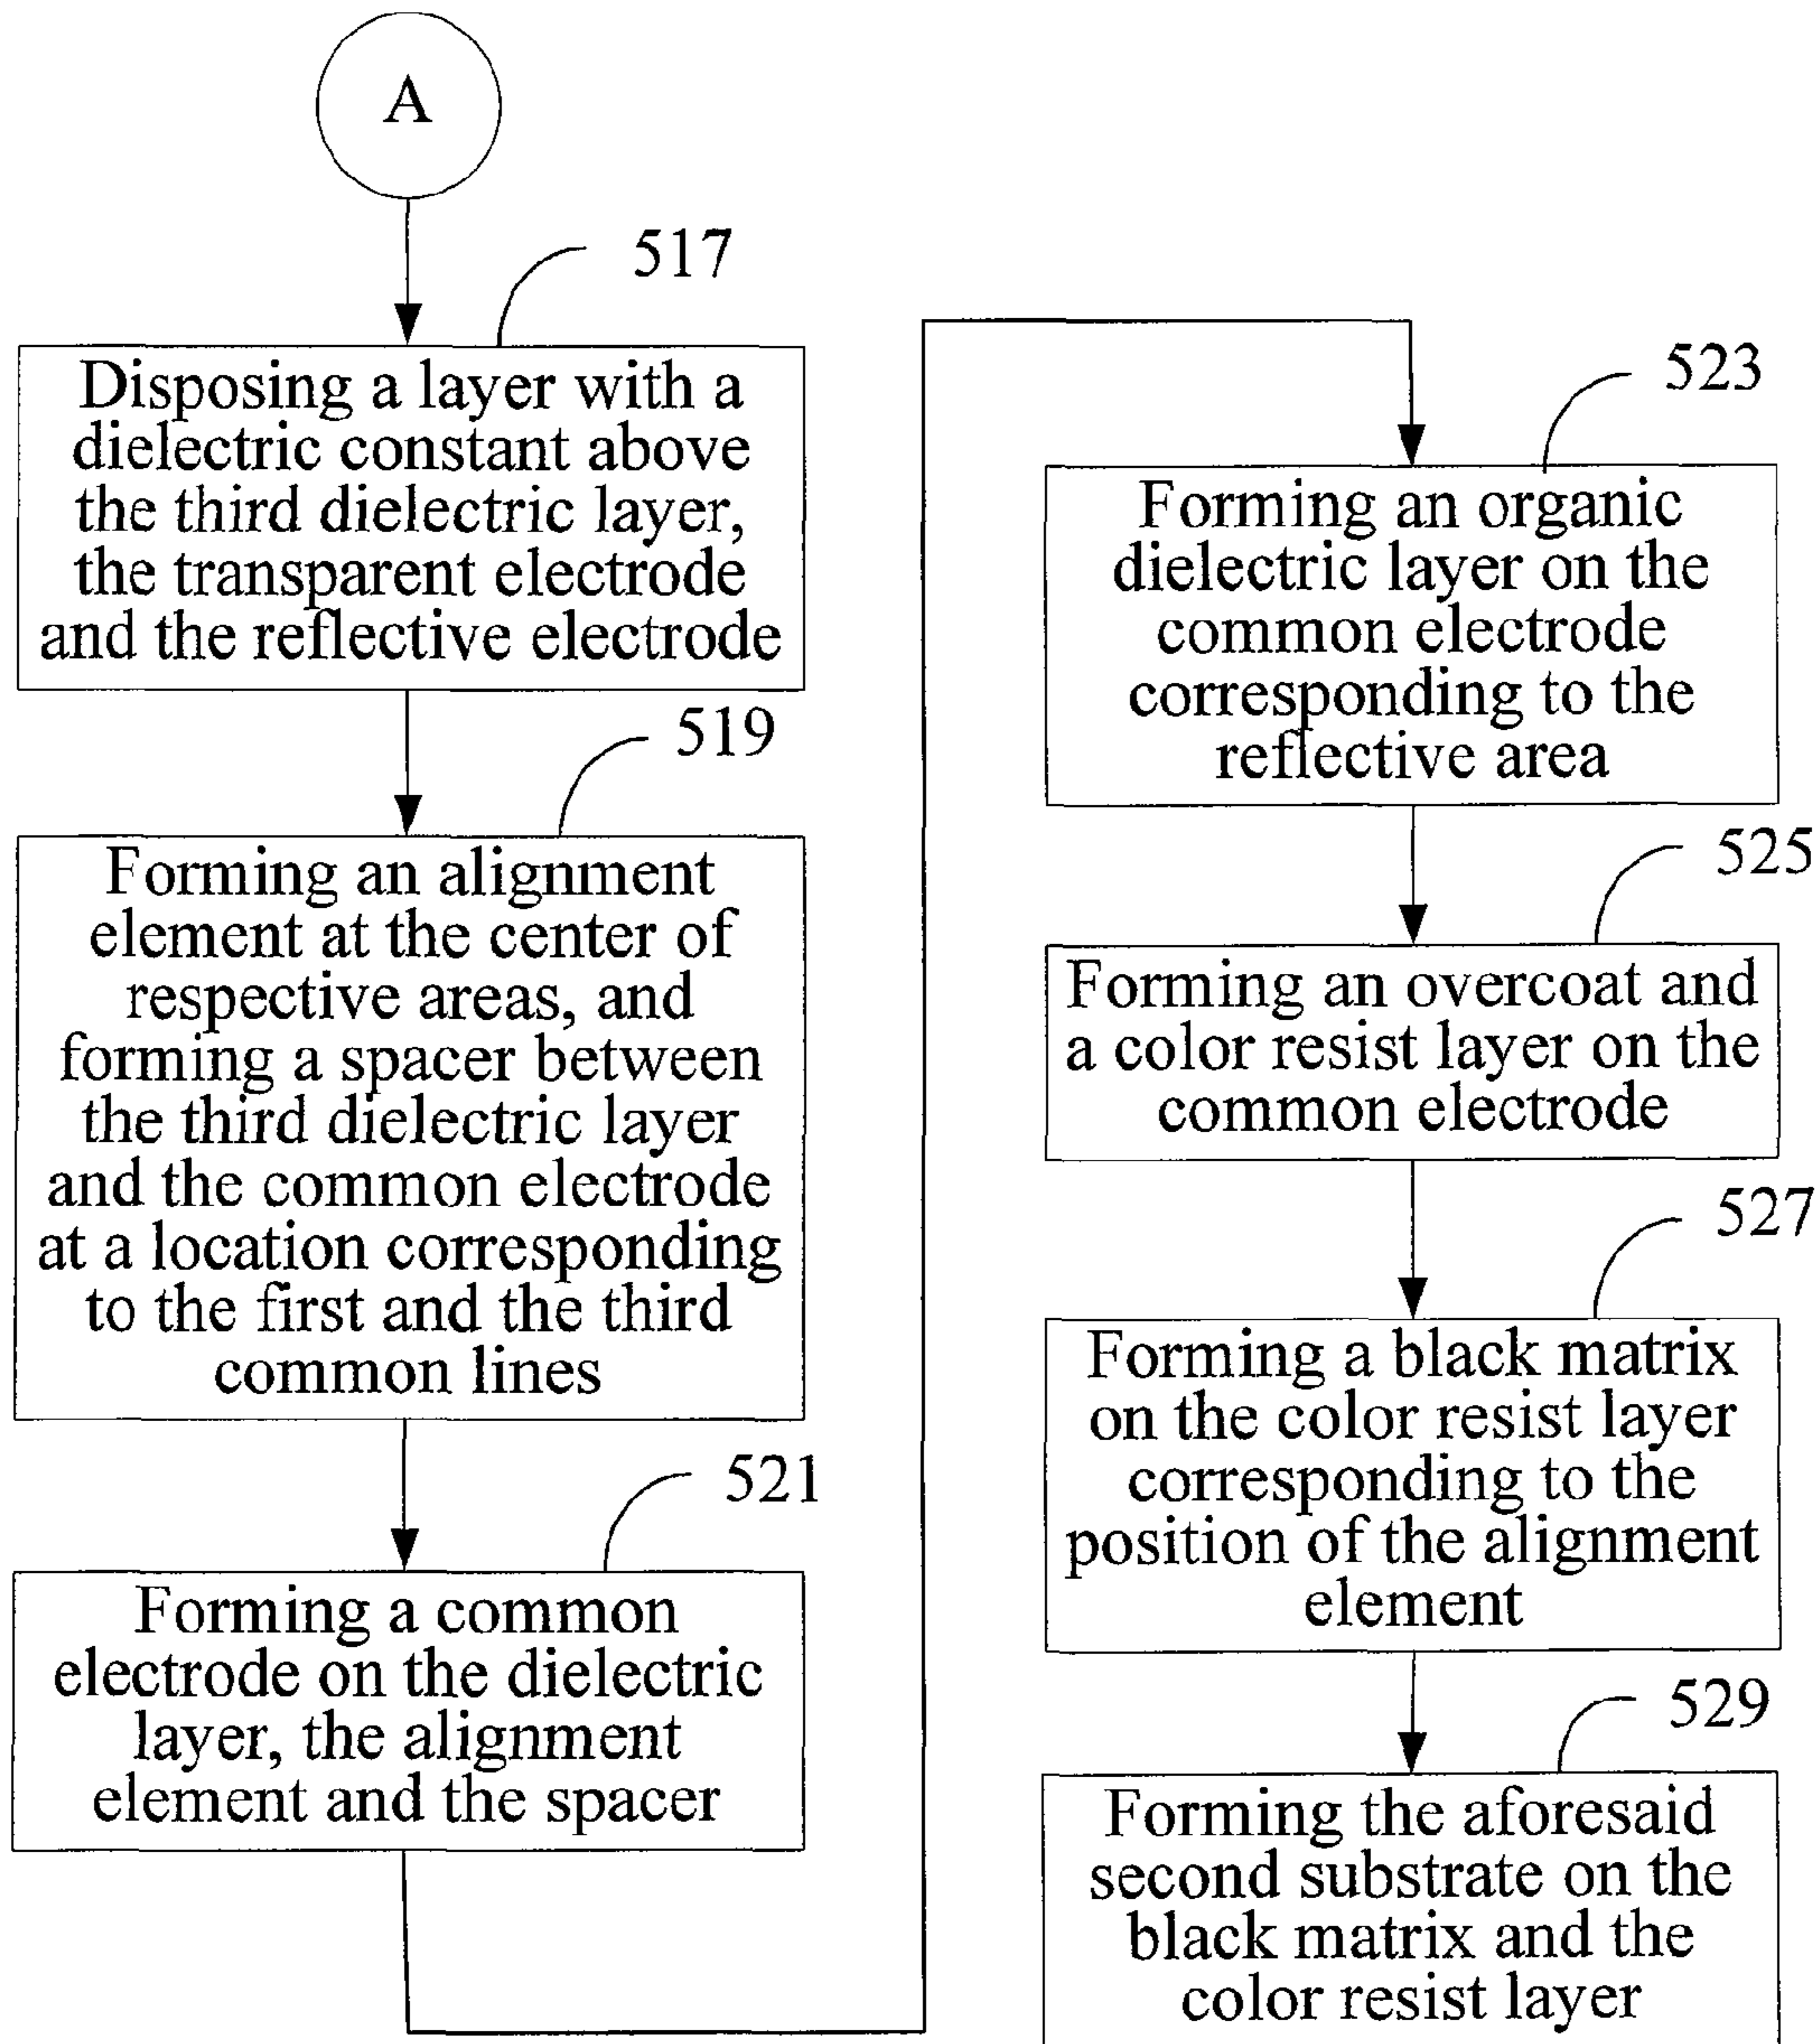 A
517
Disposing a layer with a
dielectric constant above
the third dielectric layer,
the transparent electrode
and the reflective electrode
519
Forming an alignment
element at the center of
respective areas, and
forming a spacer between
the third dielectric layer
and the common electrode
at a location corresponding
to the first and the third
common lines
521
Forming a common
electrode on the dielectric
layer, the alignment
element and the spacer
523
Forming an organic
dielectric layer on the
common electrode
corresponding to the
reflective area
525
Forming an overcoat and
a color resist layer on the
common electrode
527
Forming a black matrix
on the color resist layer
corresponding to the
position of the alignment
element
529
Forming the aforesaid
second substrate on the
black matrix and the
color resist layer